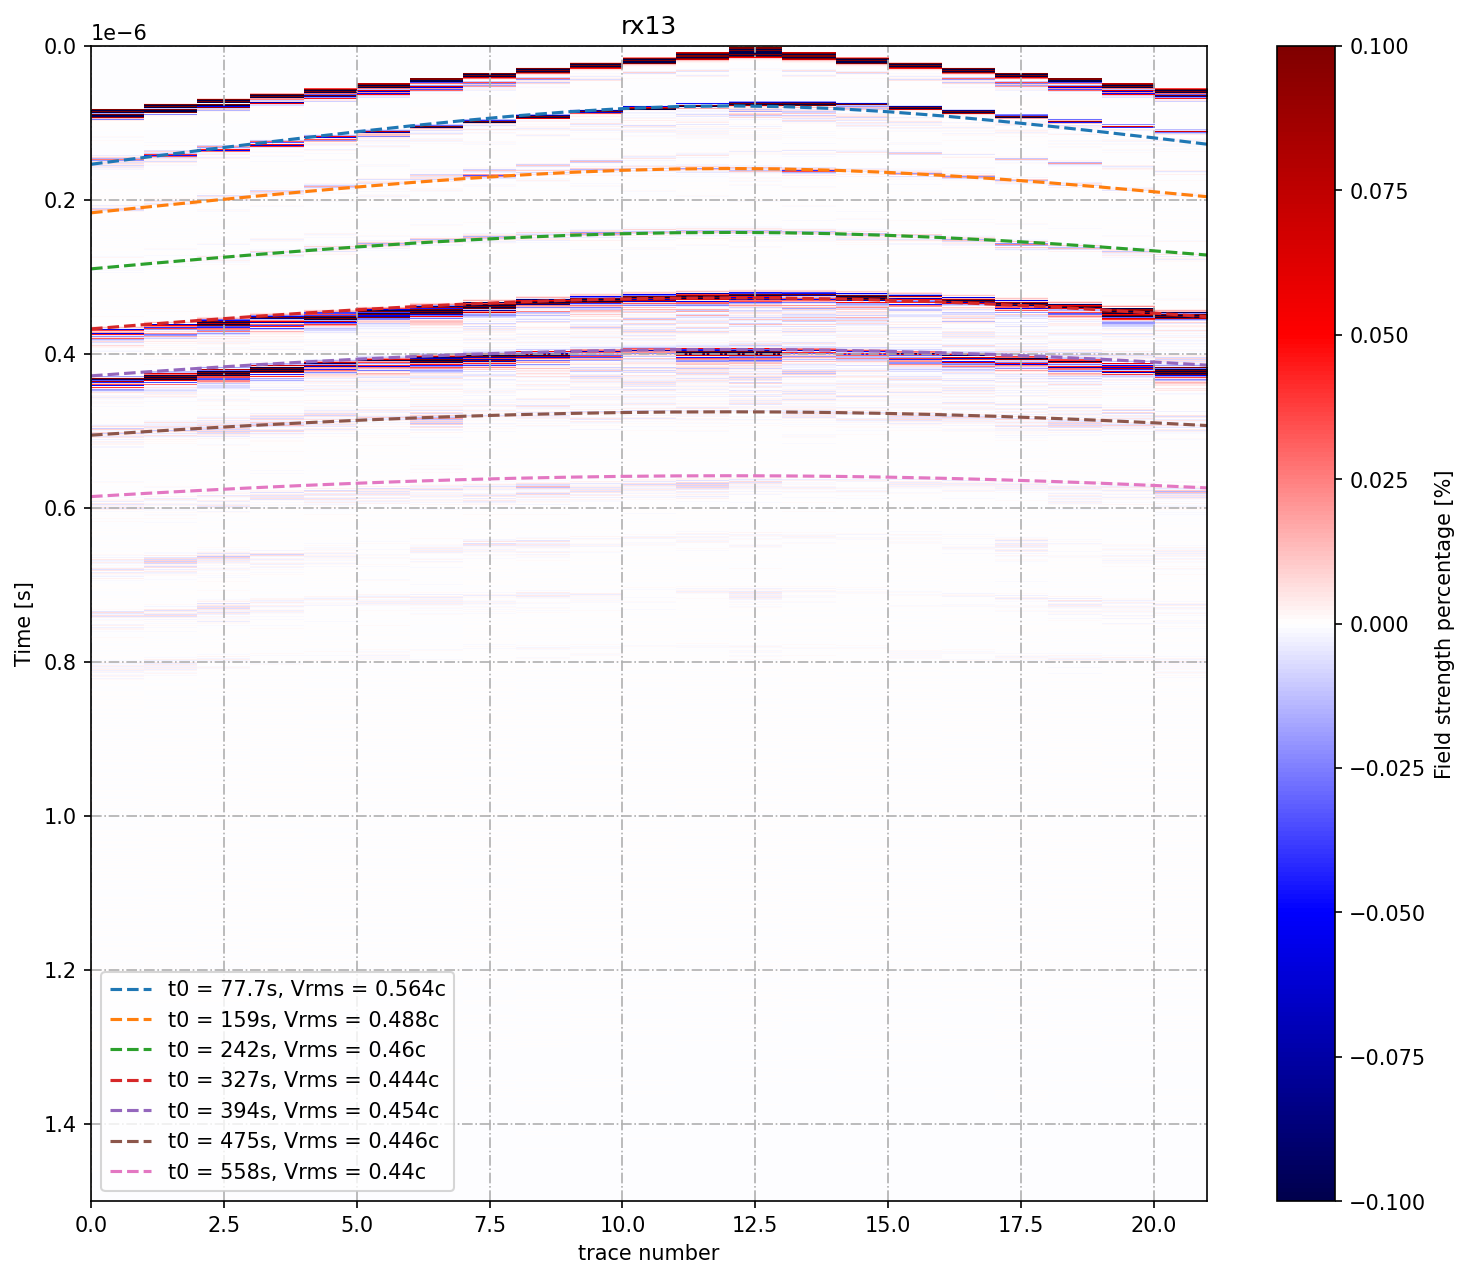 rx13
1e−6
0.0
0.2
0.4
0.6
0.8
1.0
1.2
1.4
Time [s]
t0 = 77.7s, Vrms = 0.564c
t0 = 159s, Vrms = 0.488c
t0 = 242s, Vrms = 0.46c
t0 = 327s, Vrms = 0.444c
t0 = 394s, Vrms = 0.454c
t0 = 475s, Vrms = 0.446c
t0 = 558s, Vrms = 0.44c
0.0 2.5 5.0 7.5 10.0 12.5 15.0 17.5 20.0
trace number
0.100
0.075
0.050
0.025
0.000
−0.025
−0.050
−0.075
−0.100
Field strength percentage [%]